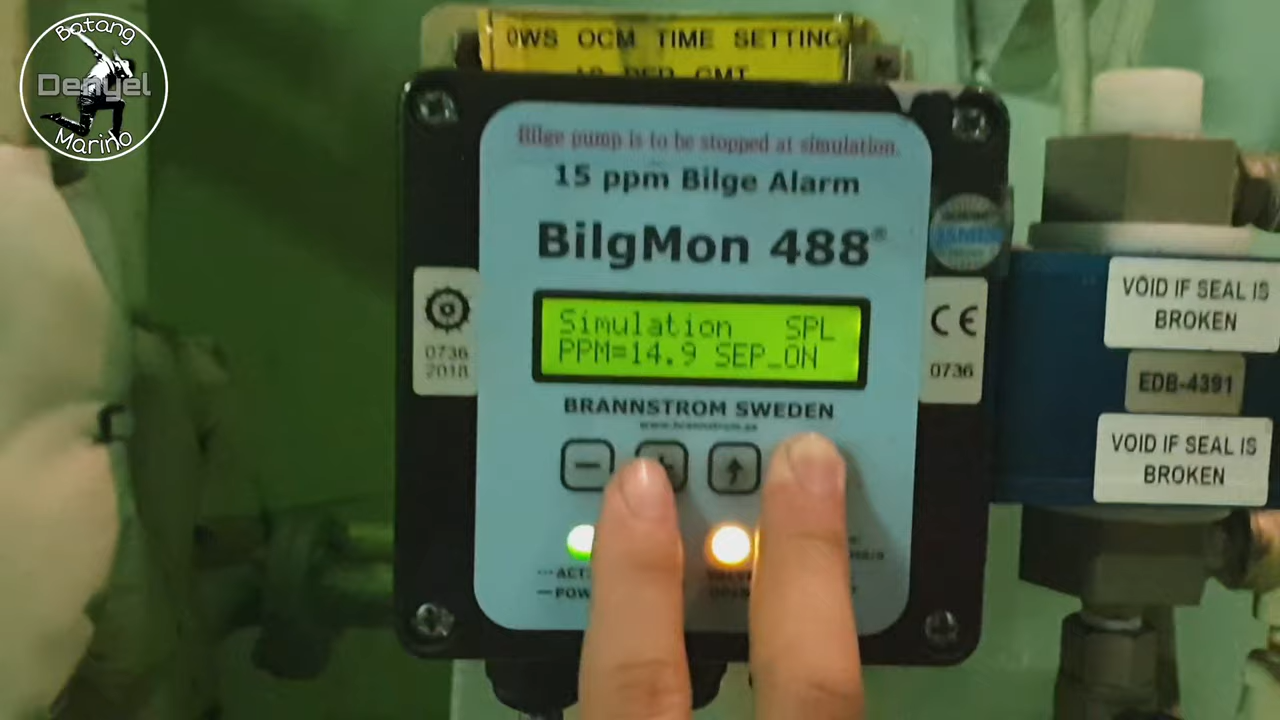 Batang
Denyel
Marino
OWS OCM TIME SETTING
Bilge pump is to be stopped at simulation.
15 ppm Bilge Alarm
BilgMon 488®
Simulation SPL
PPM=14.9 SEP_ON
BRANNSTROM SWEDEN
www.brannstrom.se
0736
2018
CE
0736
VOID IF SEAL IS
BROKEN
EDB-4391
VOID IF SEAL IS
BROKEN